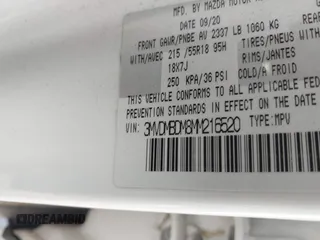 MFD. BY MAZDA MOTOR
DATE 09/20
FRONT GAWR/PNBE AV 2337 LB 1060 KG
WITH/AVEC 215 /55R18 95H TIRES/PNEUS
18X7J RIMS/JANTES
250 KPA/36 PSI COLD/A FROID
THIS VEHICLE CONFORMS TO ALL APPLICABLE FEDERAL
PREVENTION STANDARDS IN EFFECT ON THE
VIN: 3MVDMBDM8MM216520 TYPE:MPV
DREAMBID